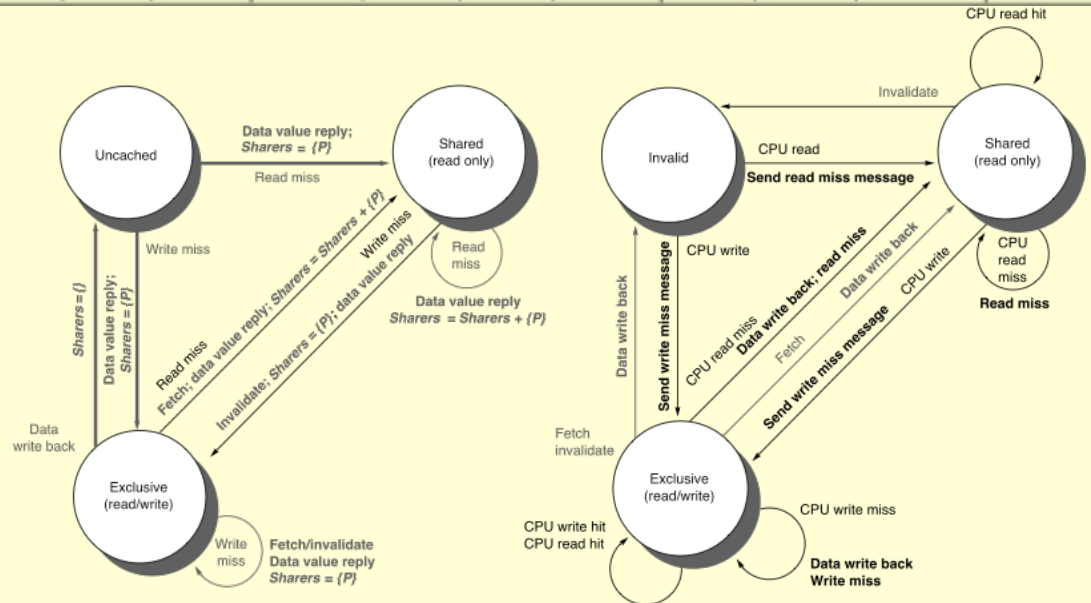 Uncached
Data value reply;
Sharers = {P}
Read miss
Shared
(read only)
Write miss
Sharers = {}
Data value reply;
Sharers = {P}
Read miss
Fetch; data value reply; Sharers = Sharers + {P}
Write miss
Invalidate; Sharers = {P}; data value reply
Read
miss
Data value reply
Sharers = Sharers + {P}
Data
write back
Exclusive
(read/write)
Write
miss
Fetch/invalidate
Data value reply
Sharers = {P}
CPU read hit
Invalidate
Invalid
CPU read
Send read miss message
Shared
(read only)
CPU write
Data write back
Send write miss message
CPU read miss
Data write back; read miss
Fetch
Data write back
CPU write
Send write miss message
CPU
read
miss
Read miss
Fetch
invalidate
Exclusive
(read/write)
CPU write hit
CPU read hit
CPU write miss
Data write back
Write miss